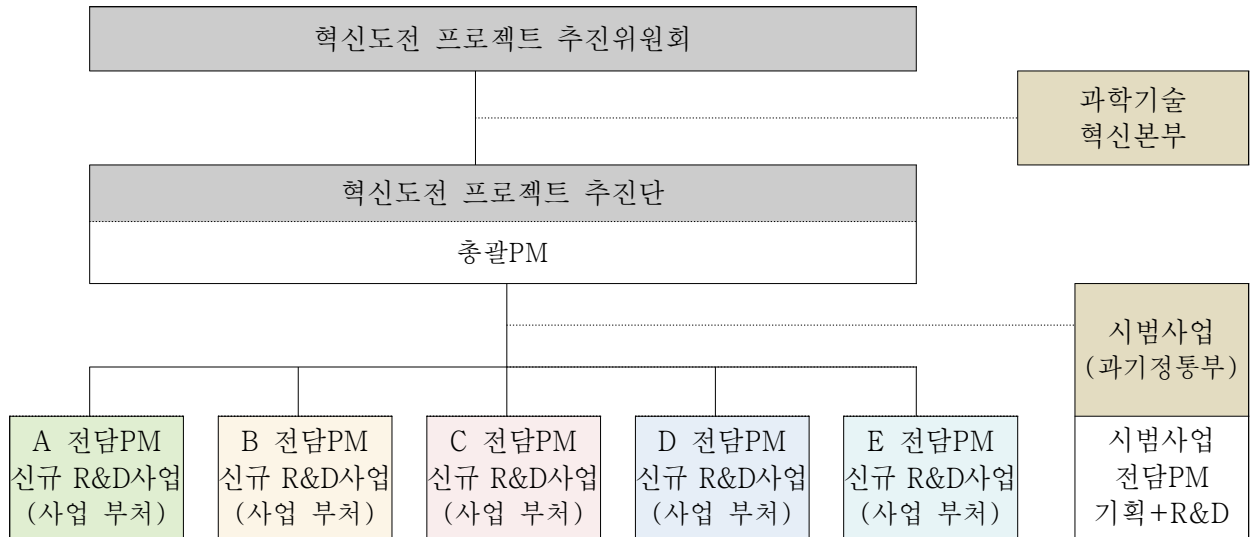 혁신도전 프로젝트 추진위원회
과학기술
혁신본부
혁신도전 프로젝트 추진단
총괄PM
시범사업
(과기정통부)
A 전담PM
신규 R&D사업
(사업 부처)
B 전담PM
신규 R&D사업
(사업 부처)
C 전담PM
신규 R&D사업
(사업 부처)
D 전담PM
신규 R&D사업
(사업 부처)
E 전담PM
신규 R&D사업
(사업 부처)
시범사업
전담PM
기획+R&D